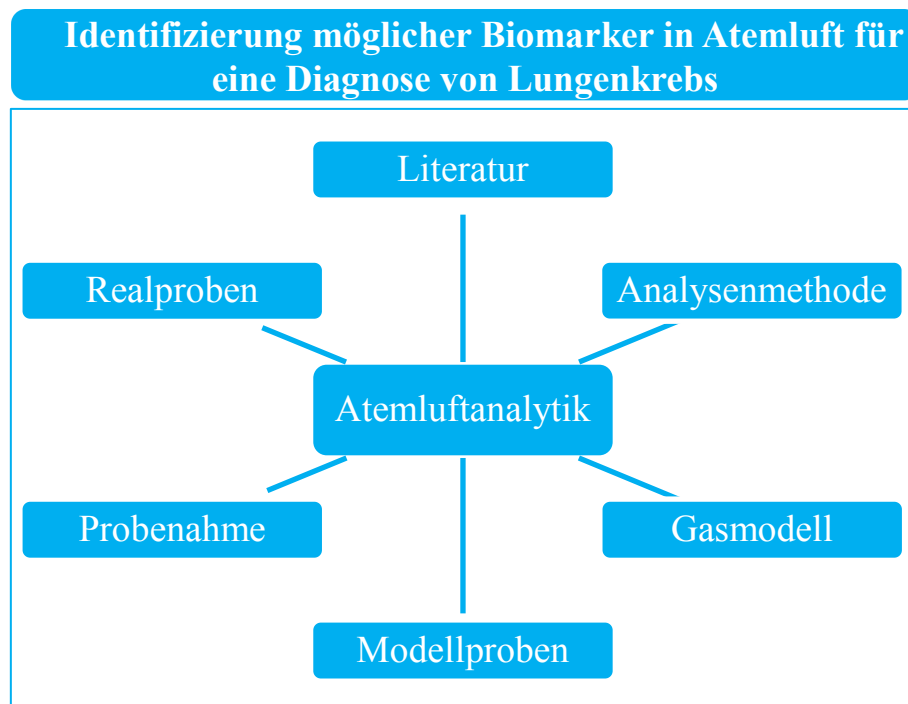 Identifizierung möglicher Biomarker in Atemluft für
eine Diagnose von Lungenkrebs
Literatur
Realproben
Analysenmethode
Atemluftanalytik
Probenahme
Gasmodell
Modellproben